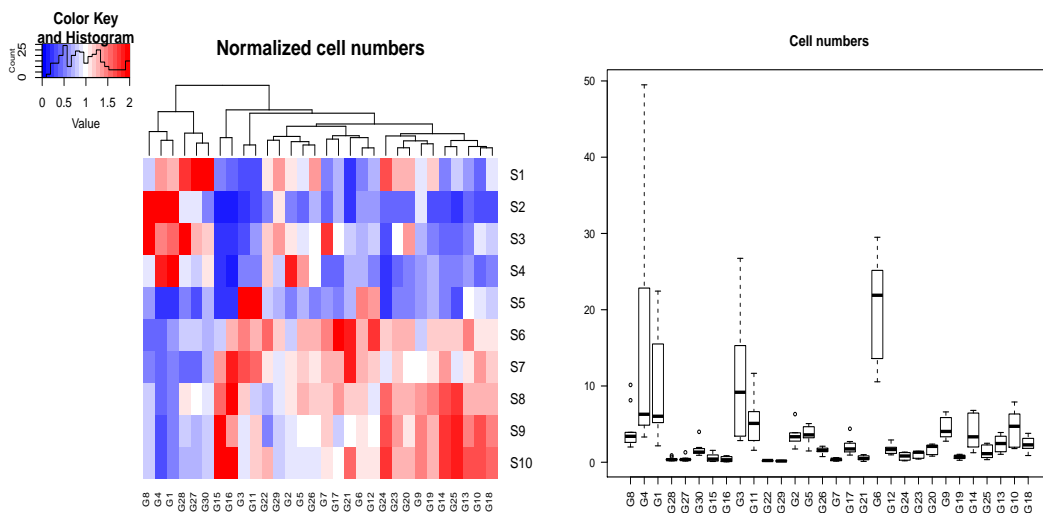 Color Key
and Histogram
Count
0
25
0 0.5 1 1.5 2
Value
Normalized cell numbers
S1
S2
S3
S4
S5
S6
S7
S8
S9
S10
G8 G4 G1 G28 G27 G30 G15 G16 G3 G11 G22 G29 G2 G5 G26 G7 G17 G21 G6 G12 G24 G23 G20 G9 G19 G14 G25 G13 G10 G18
Cell numbers
50
40
30
20
10
0
G8 G4 G1 G28 G27 G30 G15 G16 G3 G11 G22 G29 G2 G5 G26 G7 G17 G21 G6 G12 G24 G23 G20 G9 G19 G14 G25 G13 G10 G18